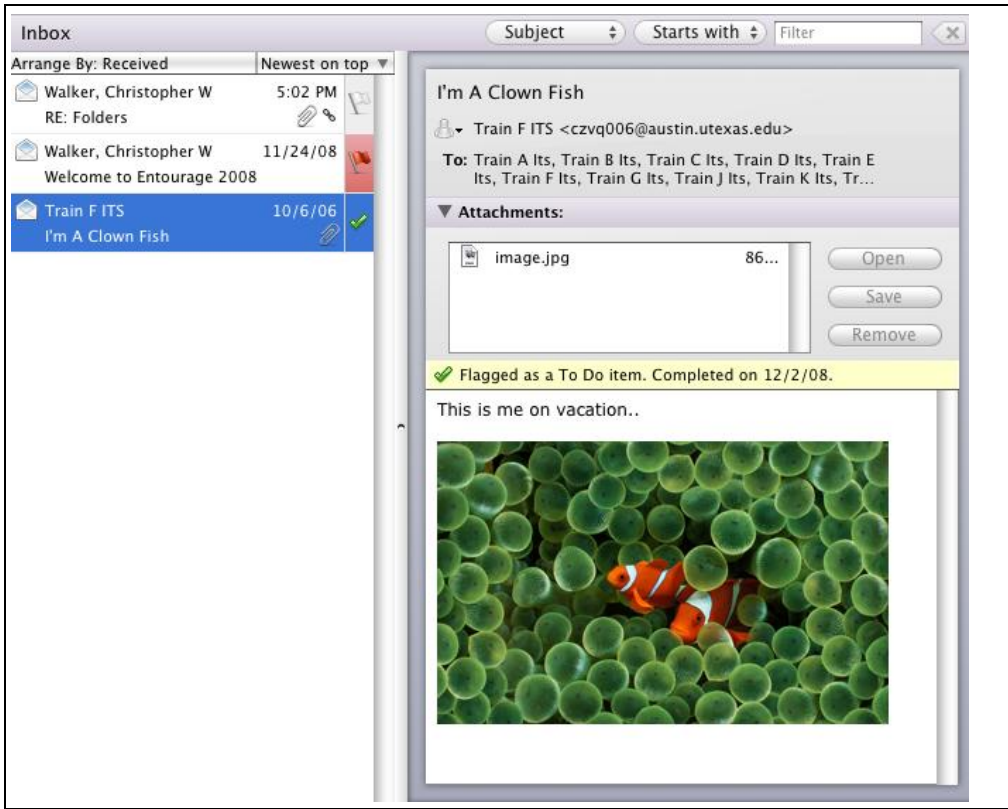 Inbox
Subject
Starts with
Filter
Arrange By: Received
Newest on top
Walker, Christopher W
5:02 PM
RE: Folders
Walker, Christopher W
11/24/08
Welcome to Entourage 2008
Train F ITS
10/6/06
I'm A Clown Fish
I'm A Clown Fish
Train F ITS <czvq006@austin.utexas.edu>
To: Train A Its, Train B Its, Train C Its, Train D Its, Train E
Its, Train F Its, Train G Its, Train J Its, Train K Its, Tr...
Attachments:
image.jpg
86...
Open
Save
Remove
Flagged as a To Do item. Completed on 12/2/08.
This is me on vacation..